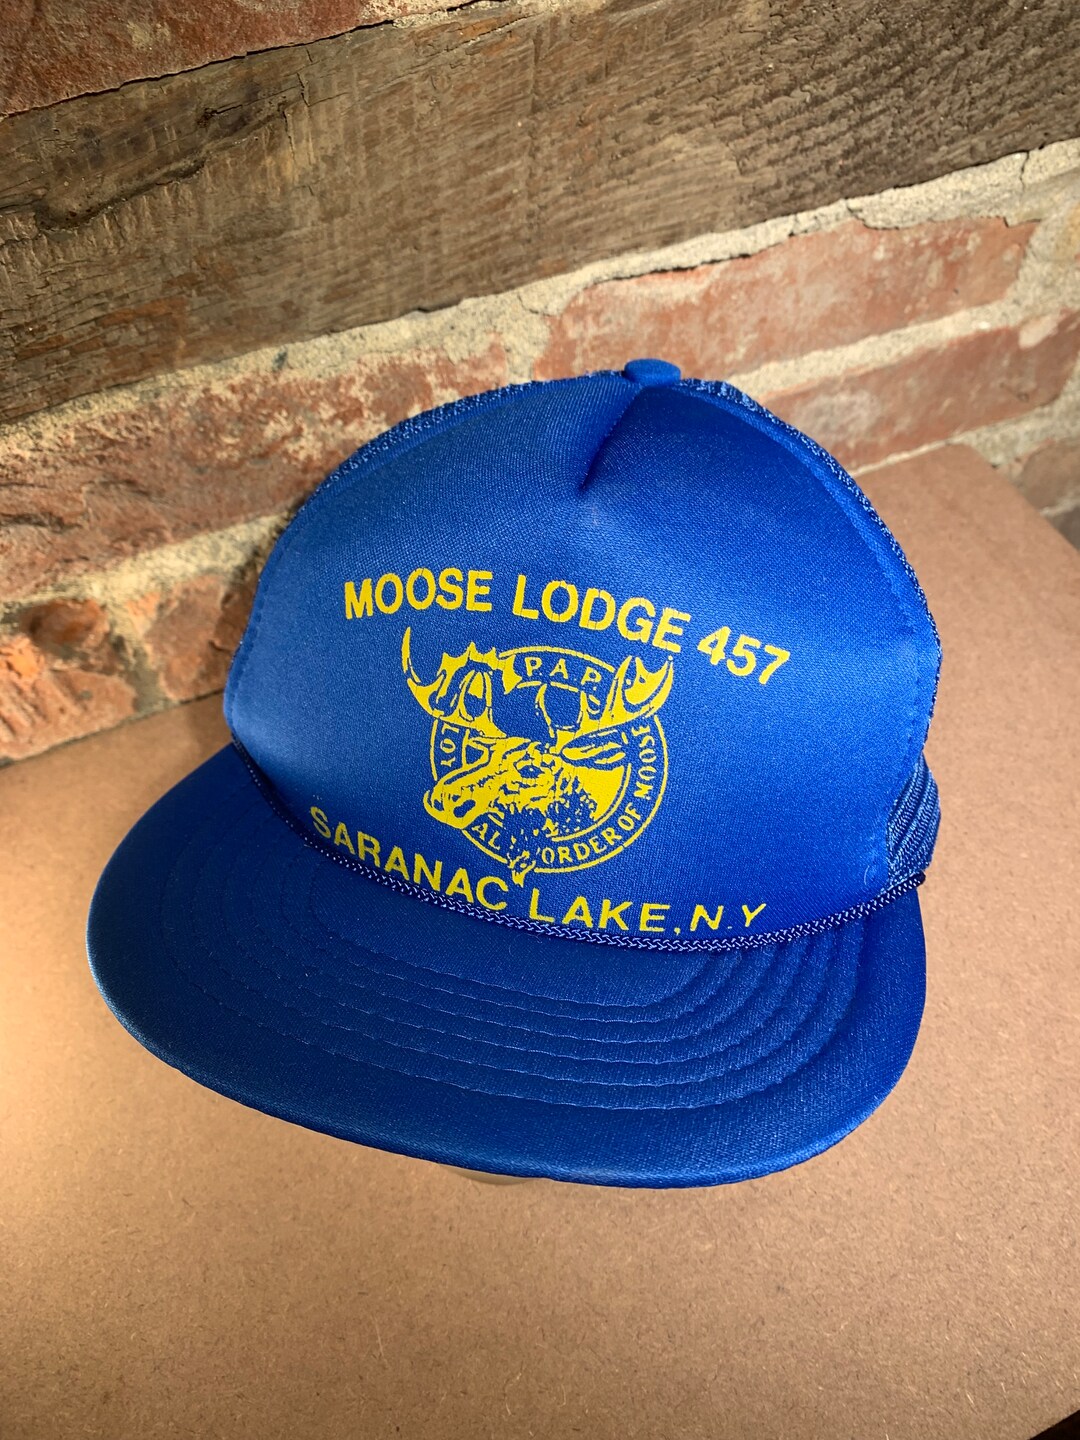 MOOSE LODGE 457
PAP
LOYAL ORDER OF MOOSE
SARANAC LAKE, N.Y